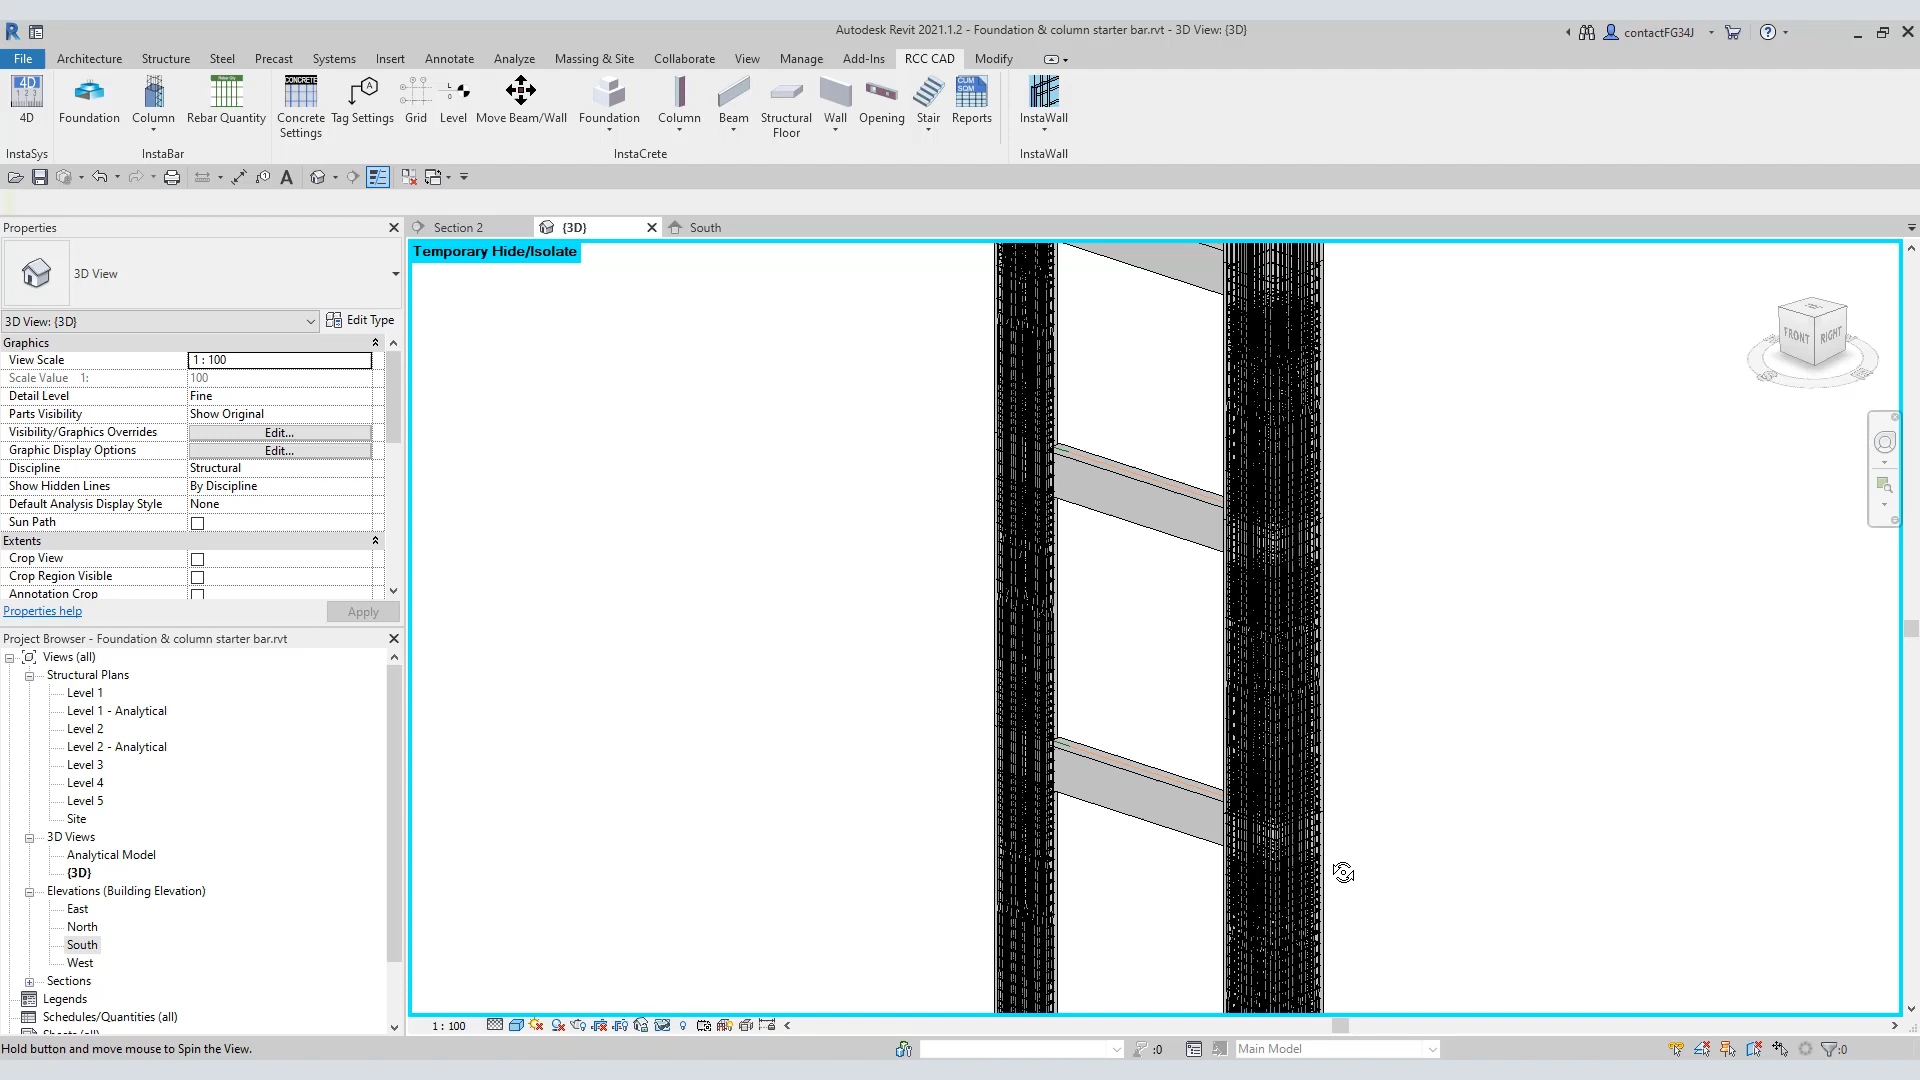 Autodesk Revit 2021.1.2 - Foundation & column starter bar.rvt - 3D View: {3D}
contactFG34J
File Architecture Structure Steel Precast Systems Insert Annotate Analyze Massing & Site Collaborate View Manage Add-Ins RCC CAD Modify
4D Foundation Column Rebar Quantity Concrete Settings Tag Settings Grid Level Move Beam/Wall Foundation Column Beam Structural Floor Wall Opening Stair Reports InstaWall
InstaSys InstaBar InstaCrete InstaWall
Properties
Section 2 {3D} South
Temporary Hide/Isolate
3D View
3D View: {3D} Edit Type
Graphics
View Scale 1 : 100
Scale Value 1: 100
Detail Level Fine
Parts Visibility Show Original
Visibility/Graphics Overrides Edit...
Graphic Display Options Edit...
Discipline Structural
Show Hidden Lines By Discipline
Default Analysis Display Style None
Sun Path
Extents
Crop View
Crop Region Visible
Annotation Crop
Properties help Apply
FRONT RIGHT
Project Browser - Foundation & column starter bar.rvt
Views (all)
Structural Plans
Level 1
Level 1 - Analytical
Level 2
Level 2 - Analytical
Level 3
Level 4
Level 5
Site
3D Views
Analytical Model
{3D}
Elevations (Building Elevation)
East
North
South
West
Sections
Legends
Schedules/Quantities (all)
Sheets (all)
1 : 100
Hold button and move mouse to Spin the View.
:0 Main Model :0